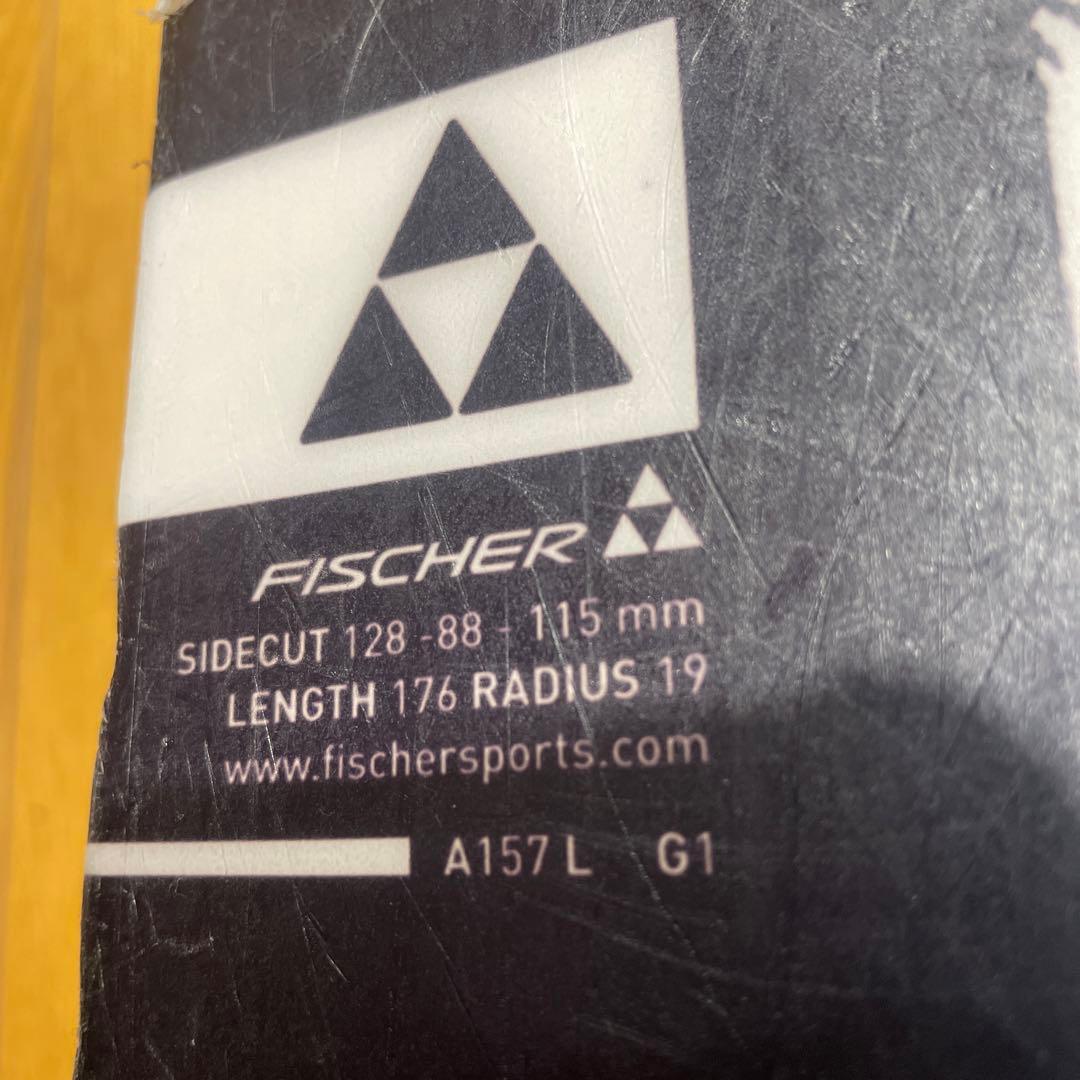 FISCHER
SIDECUT 128 -88 - 115 mm
LENGTH 176 RADIUS 19
www.fischersports.com
A157 L G1